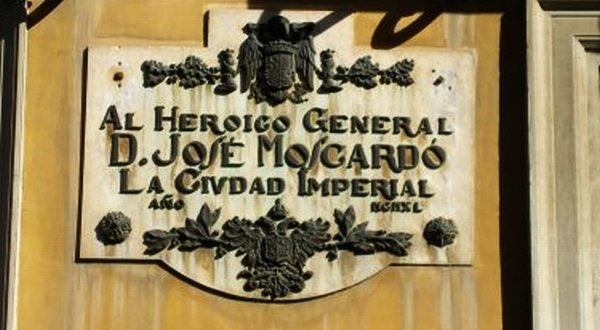 AL HEROICO GENERAL
D. JOSÉ MOSCARDÓ
LA CIVDAD IMPERIAL
AÑO MCMXL